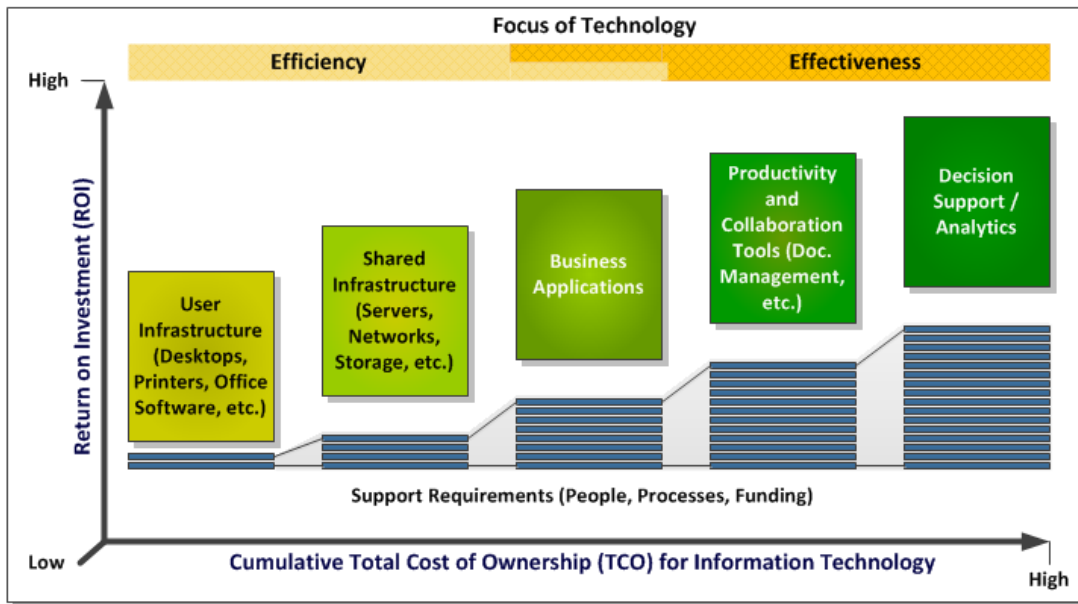 Focus of Technology
Efficiency
Effectiveness
High
Return on Investment (ROI)
User
Infrastructure
(Desktops,
Printers, Office
Software, etc.)
Shared
Infrastructure
(Servers,
Networks,
Storage, etc.)
Business
Applications
Productivity
and
Collaboration
Tools (Doc.
Management,
etc.)
Decision
Support /
Analytics
Support Requirements (People, Processes, Funding)
Low
Cumulative Total Cost of Ownership (TCO) for Information Technology
High